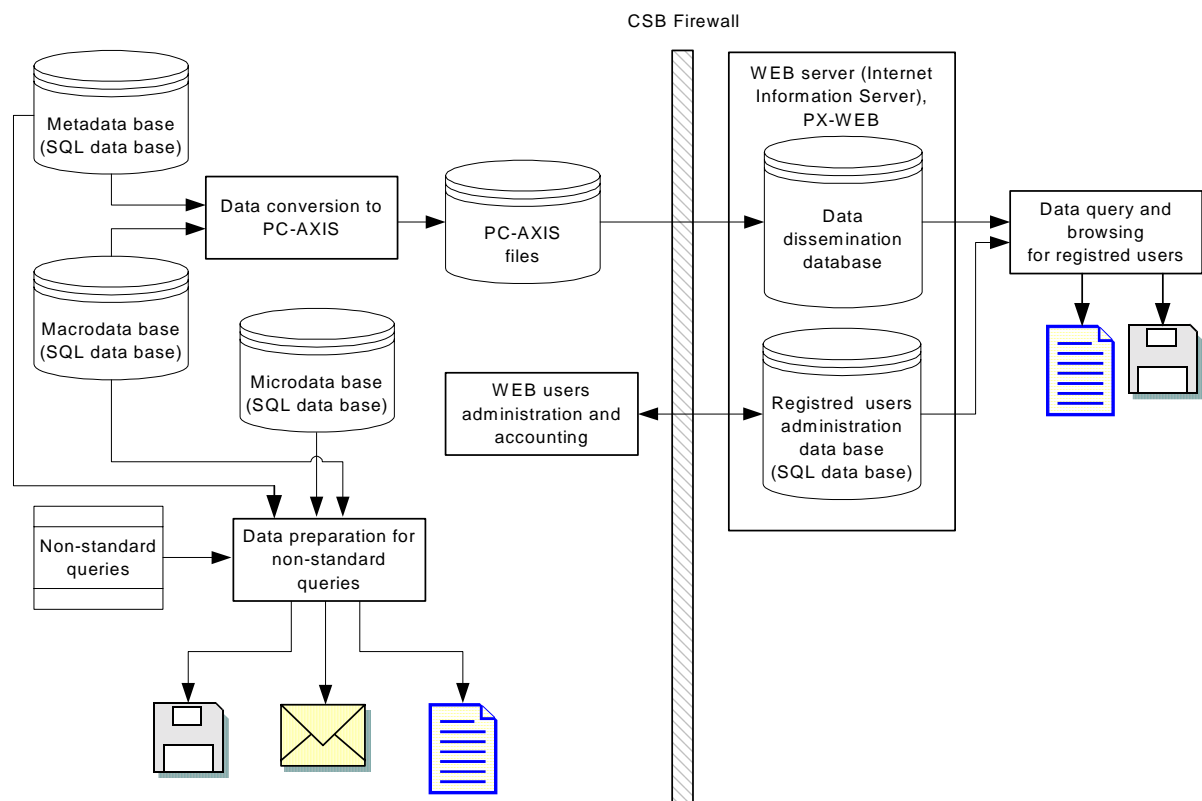 CSB Firewall
Metadata base
(SQL data base)
Data conversion to
PC-AXIS
PC-AXIS
files
WEB server (Internet
Information Server),
PX-WEB
Data
dissemination
database
Data query and
browsing
for registred users
Macrodata base
(SQL data base)
Microdata base
(SQL data base)
WEB users
administration and
accounting
Registred users
administration
data base
(SQL data base)
Non-standard
queries
Data preparation for
non-standard
queries